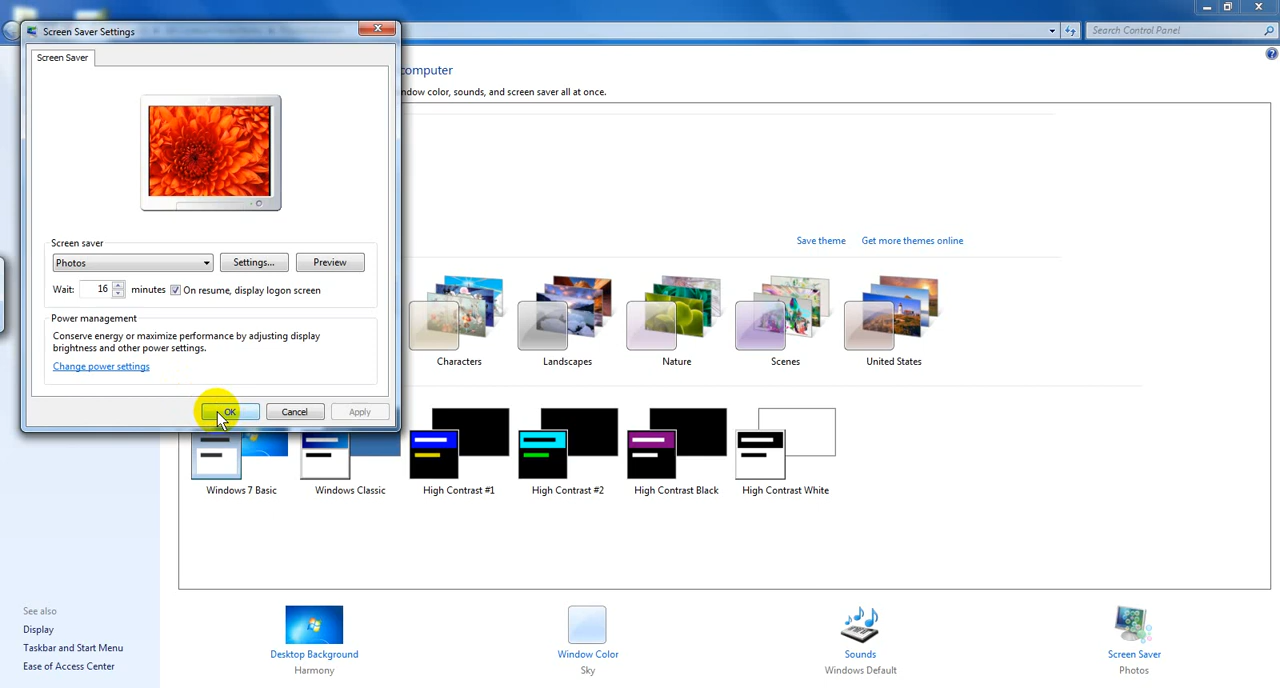 Screen Saver Settings
Search Control Panel
Screen Saver
computer
ndow color, sounds, and screen saver all at once.
Screen saver
Photos
Settings...
Preview
Wait: 16 minutes
On resume, display logon screen
Power management
Conserve energy or maximize performance by adjusting display
brightness and other power settings.
Change power settings
OK
Cancel
Apply
Save theme
Get more themes online
Characters
Landscapes
Nature
Scenes
United States
Windows 7 Basic
Windows Classic
High Contrast #1
High Contrast #2
High Contrast Black
High Contrast White
See also
Display
Taskbar and Start Menu
Ease of Access Center
Desktop Background
Harmony
Window Color
Sky
Sounds
Windows Default
Screen Saver
Photos